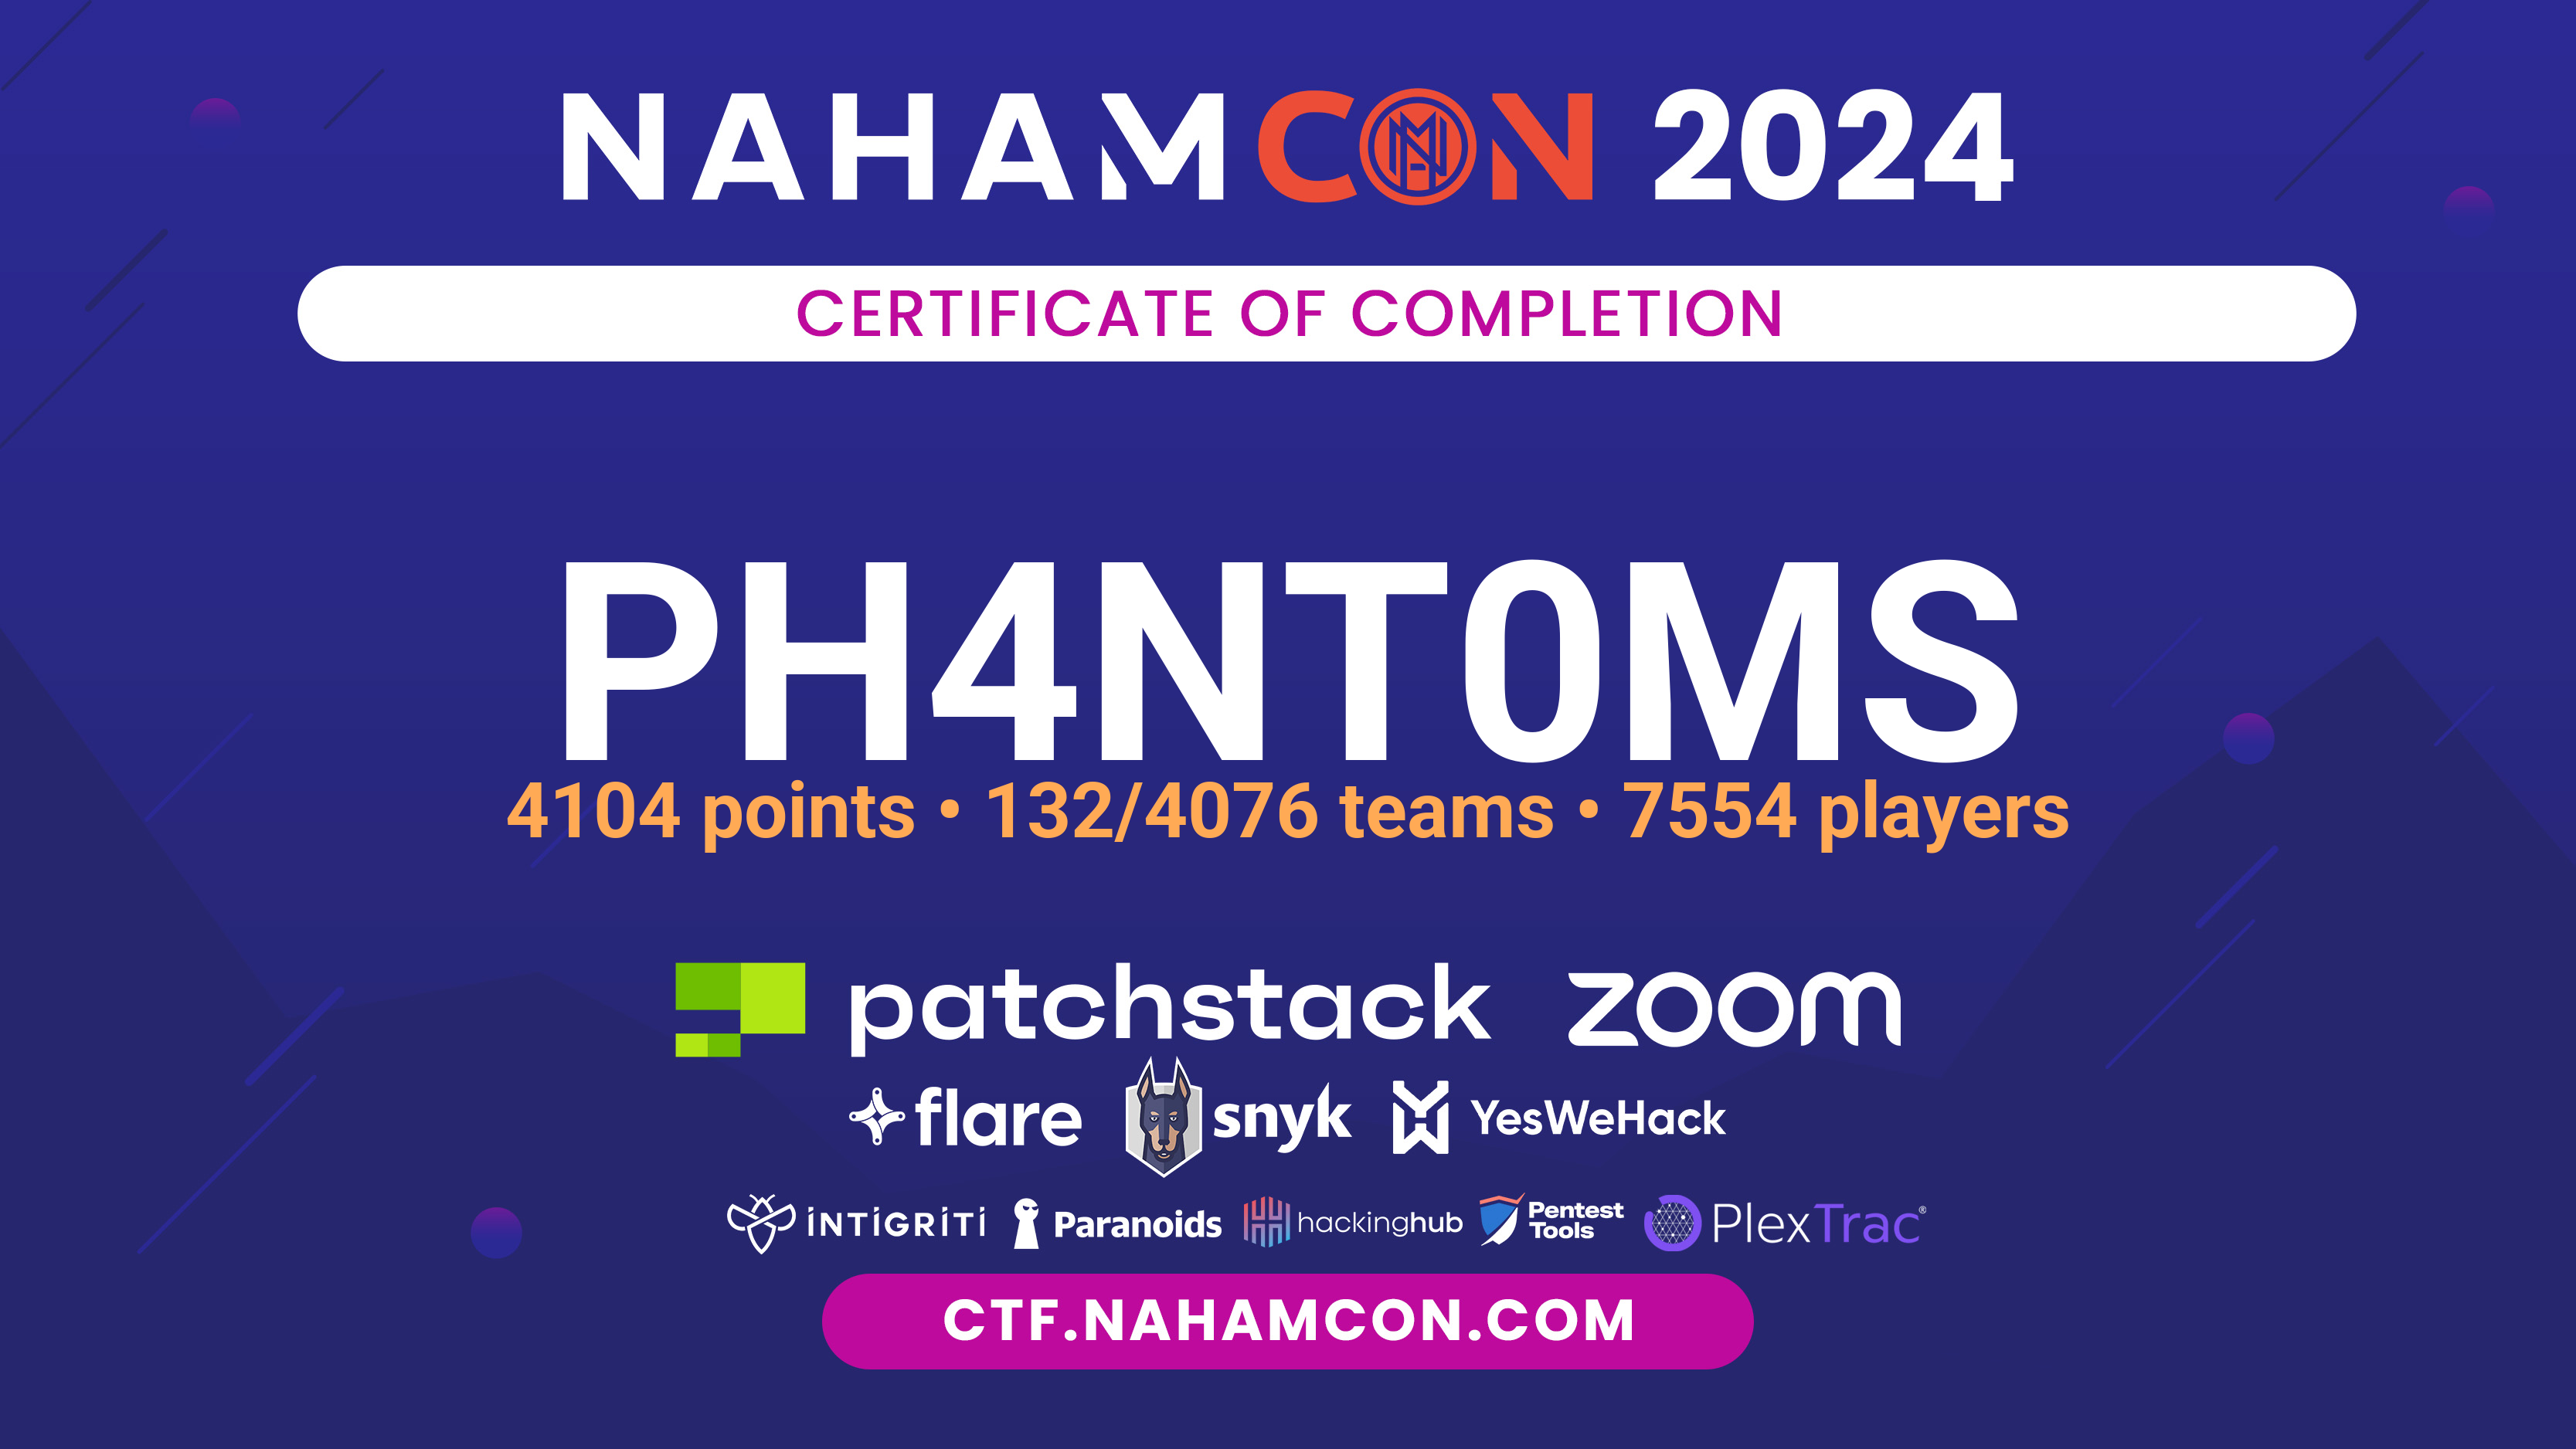 NAHAMCON 2024
CERTIFICATE OF COMPLETION
PH4NT0MS
4104 points • 132/4076 teams • 7554 players
patchstack zoom
flare snyk YesWeHack
INTIGRITI Paranoids hackinghub Pentest Tools PlexTrac®
CTF.NAHAMCON.COM